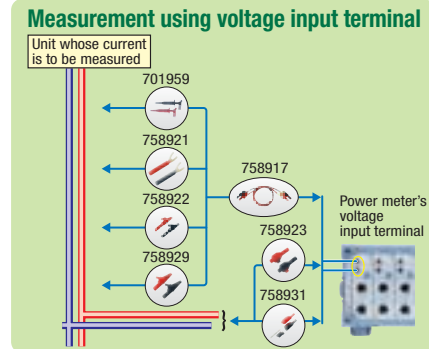 Measurement using voltage input terminal
Unit whose current
is to be measured
701959
758921
758922
758929
758917
758923
758931
Power meter's
voltage
input terminal